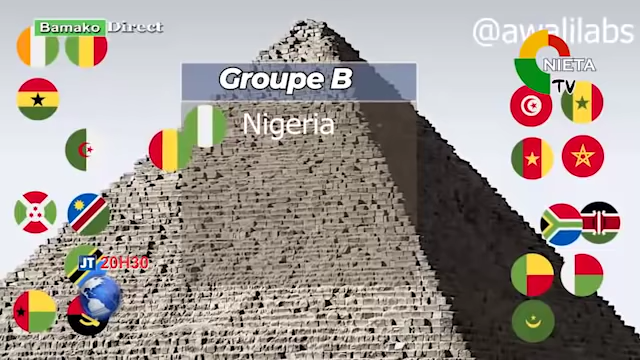 Bamako Direct
@awalilabs
NIETA
TV
Groupe B
Nigeria
JT 20H30